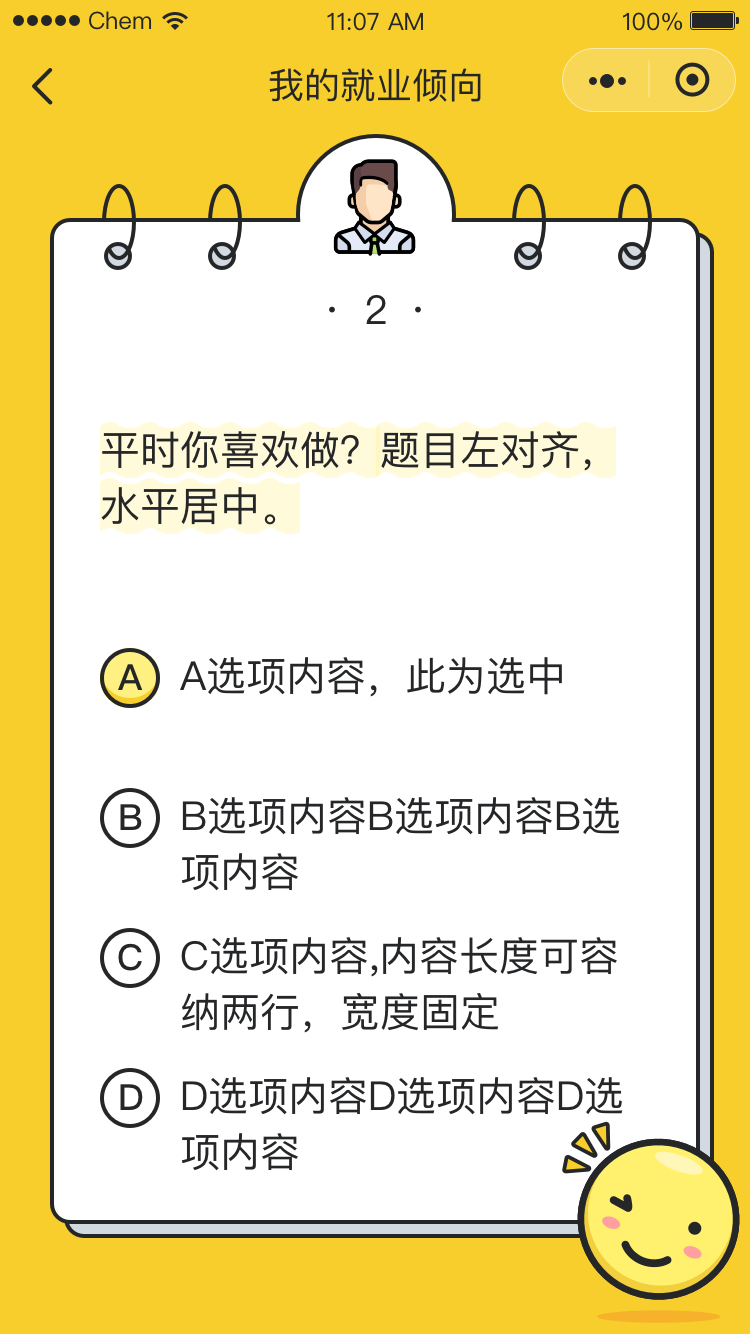 ●●●●● Chem 11:07 AM 100%
我的就业倾向
· 2 ·
平时你喜欢做？题目左对齐，
水平居中。
A A选项内容，此为选中
B B选项内容B选项内容B选
项内容
C C选项内容,内容长度可容
纳两行，宽度固定
D D选项内容D选项内容D选
项内容